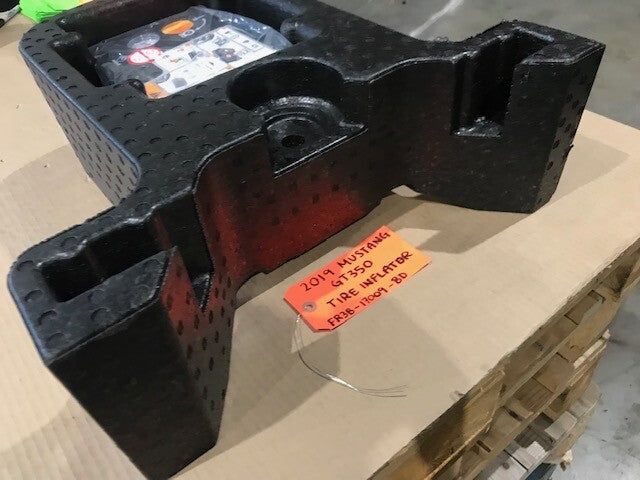 2019 MUSTANG
GT350
TIRE INFLATOR
FR3B-17009-BD